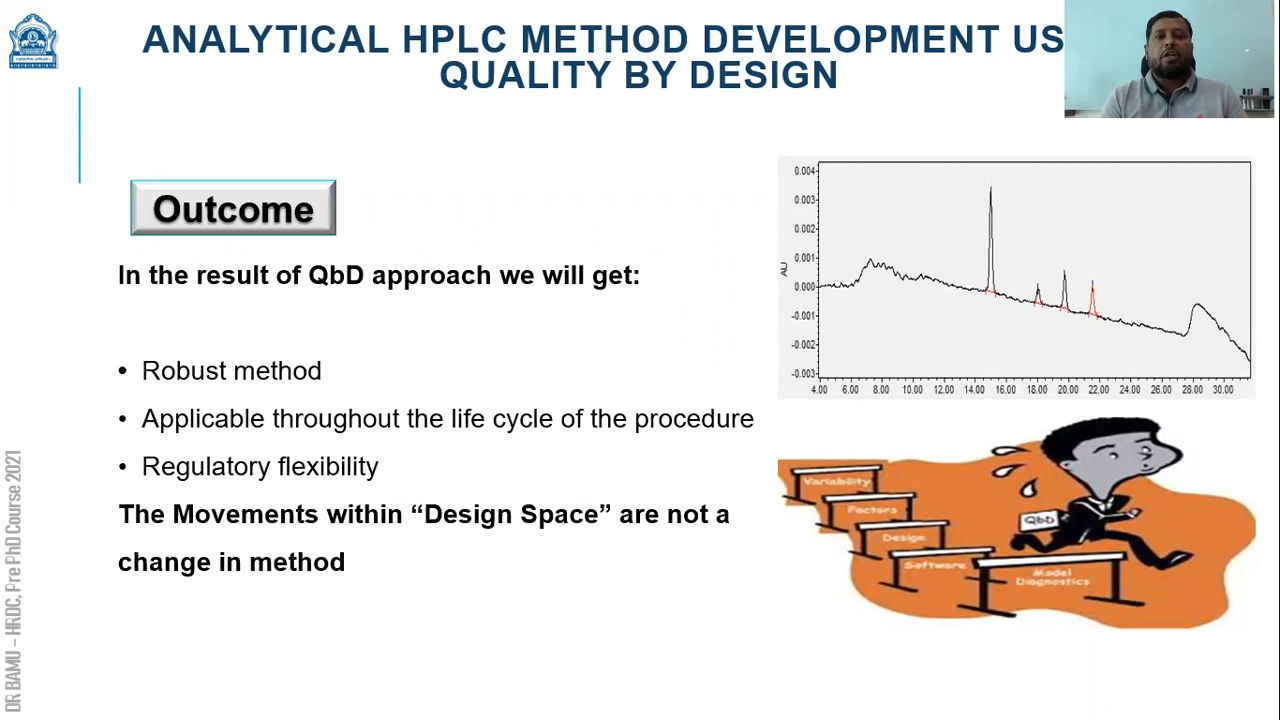 ANALYTICAL HPLC METHOD DEVELOPMENT US
QUALITY BY DESIGN
Outcome
In the result of QbD approach we will get:
• Robust method
• Applicable throughout the life cycle of the procedure
• Regulatory flexibility
The Movements within “Design Space” are not a
change in method
AU
0.004
0.003
0.002
0.001
0.000
-0.001
-0.002
-0.003
4.00 6.00 8.00 10.00 12.00 14.00 16.00 18.00 20.00 22.00 24.00 26.00 28.00 30.00
Variability
Factors
Design
Software
Model
Diagnostics
QbD
DR BAMU – HRDC, Pre PhD Course 2021